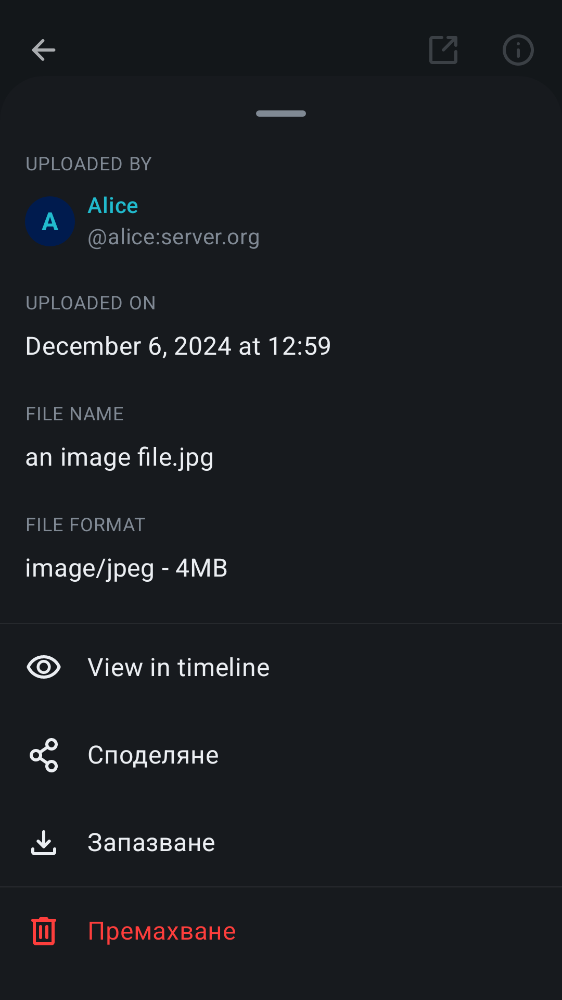 UPLOADED BY
A
Alice
@alice:server.org
UPLOADED ON
December 6, 2024 at 12:59
FILE NAME
an image file.jpg
FILE FORMAT
image/jpeg - 4MB
View in timeline
Споделяне
Запазване
Премахване